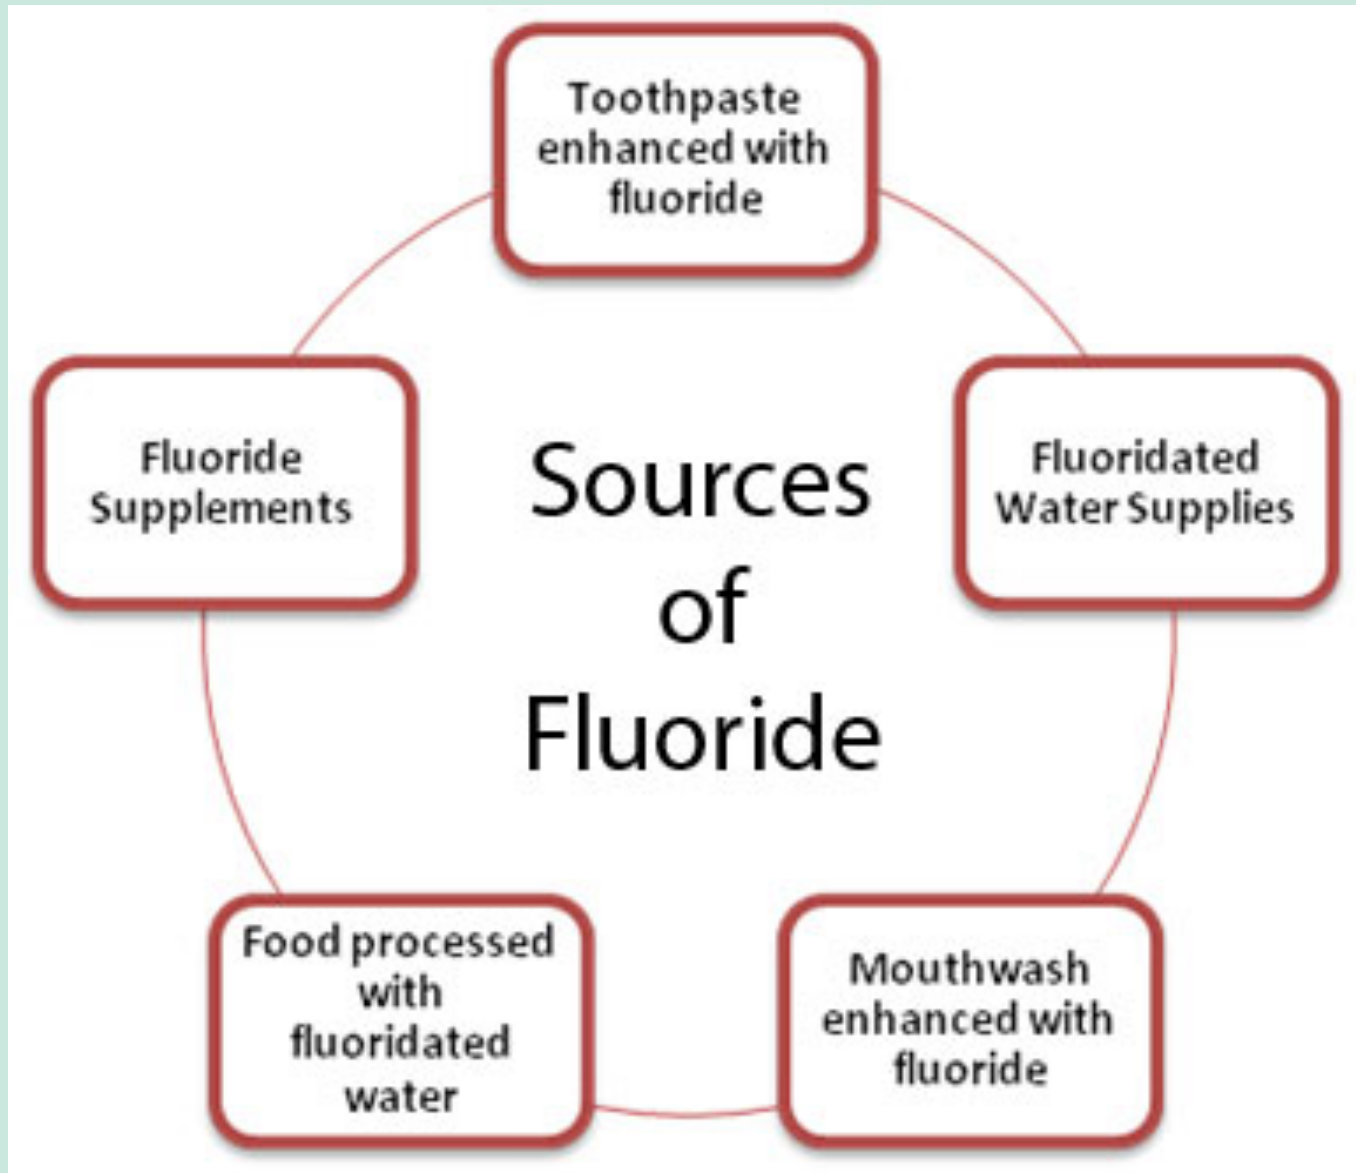 Toothpaste
enhanced with
fluoride
Fluoride
Supplements
Sources
of
Fluoride
Fluoridated
Water Supplies
Food processed
with
fluoridated
water
Mouthwash
enhanced with
fluoride